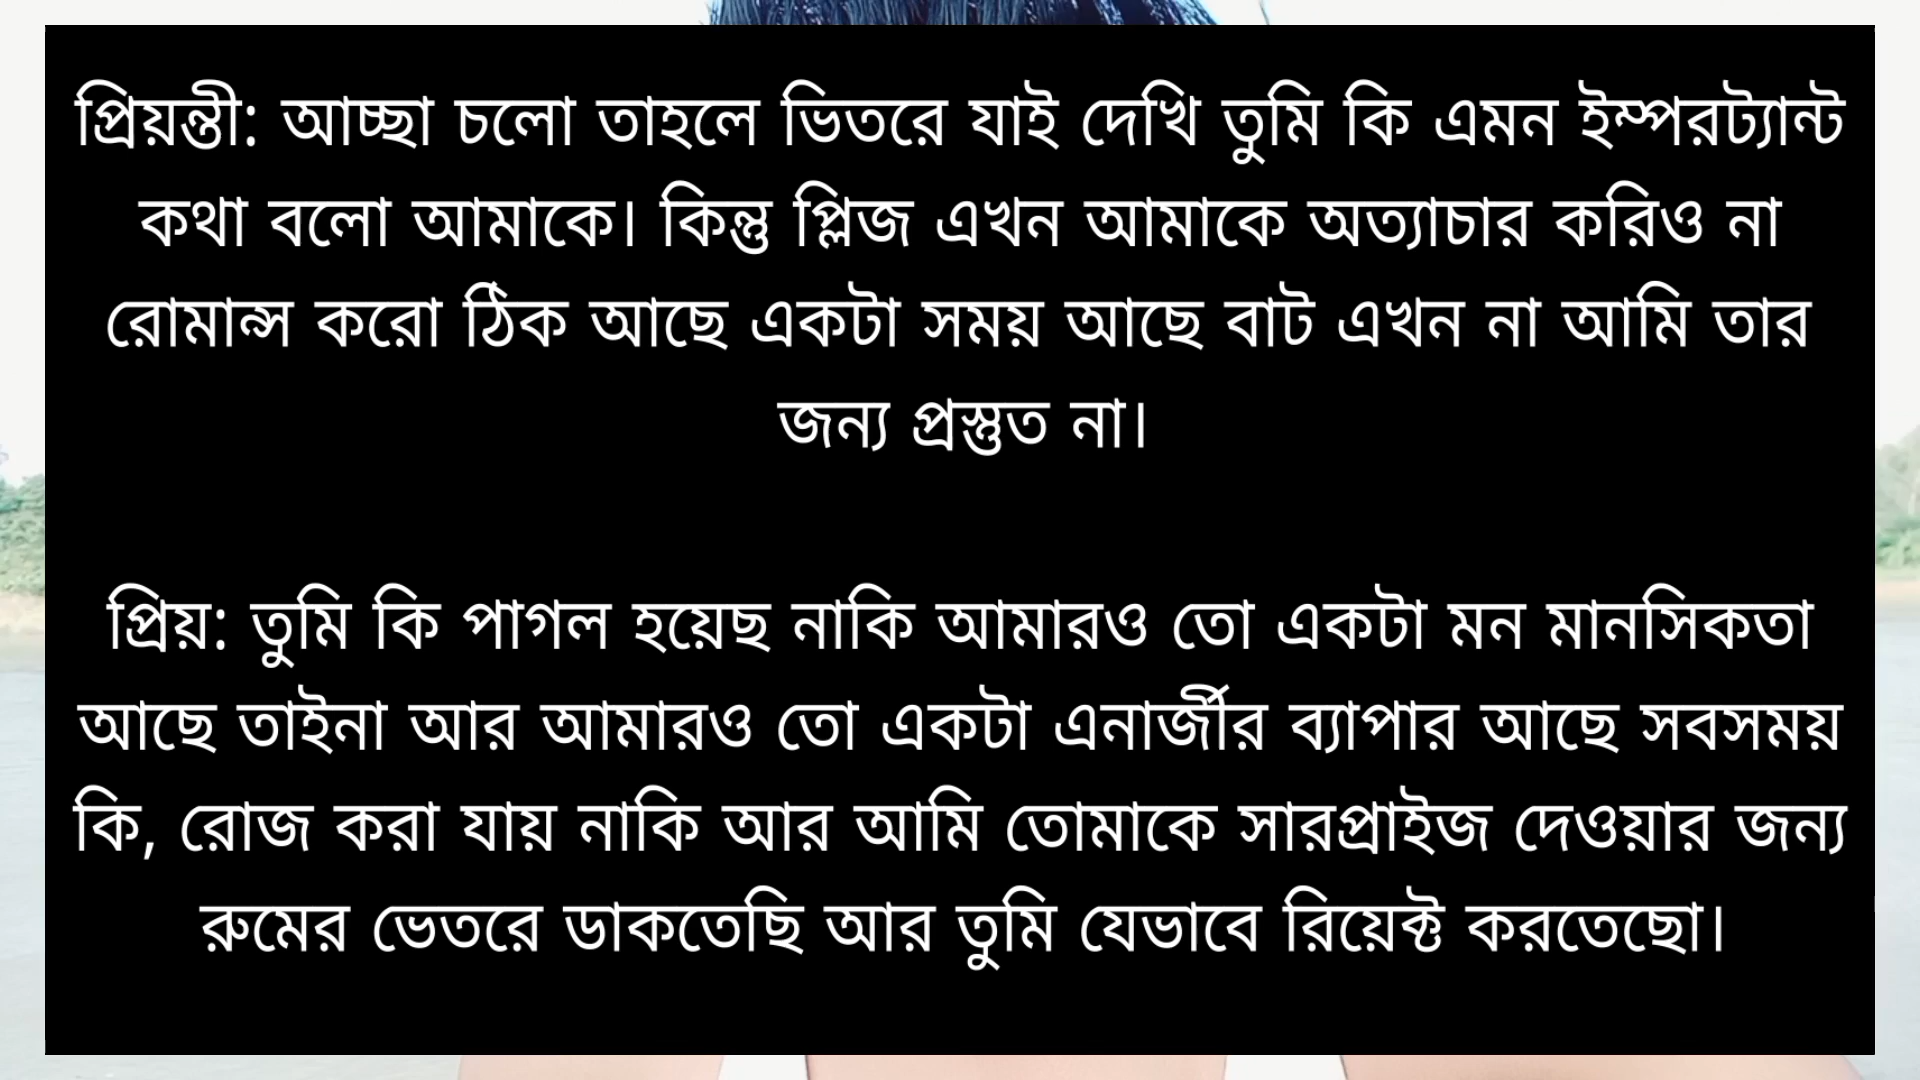 প্রিয়ন্তী: আচ্ছা চলো তাহলে ভিতরে যাই দেখি তুমি কি এমন ইম্পরট্যান্ট
কথা বলো আমাকে। কিন্তু প্লিজ এখন আমাকে অত্যাচার করিও না
রোমান্স করো ঠিক আছে একটা সময় আছে বাট এখন না আমি তার
জন্য প্রস্তুত না।
প্রিয়: তুমি কি পাগল হয়েছ নাকি আমারও তো একটা মন মানসিকতা
আছে তাইনা আর আমারও তো একটা এনার্জীর ব্যাপার আছে সবসময়
কি, রোজ করা যায় নাকি আর আমি তোমাকে সারপ্রাইজ দেওয়ার জন্য
রুমের ভেতরে ডাকতেছি আর তুমি যেভাবে রিয়েক্ট করতেছো।